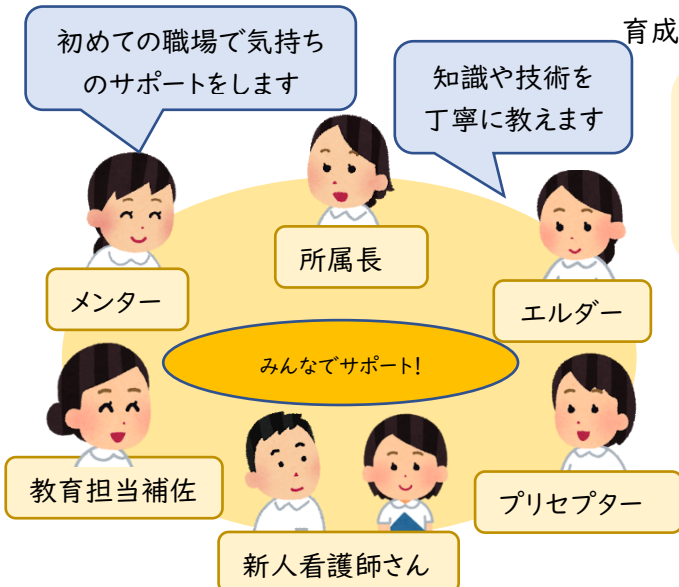 初めての職場で気持ち
のサポートをします
育成
知識や技術を
丁寧に教えます
所属長
メンター
エルダー
みんなでサポート!
教育担当補佐
プリセプター
新人看護師さん